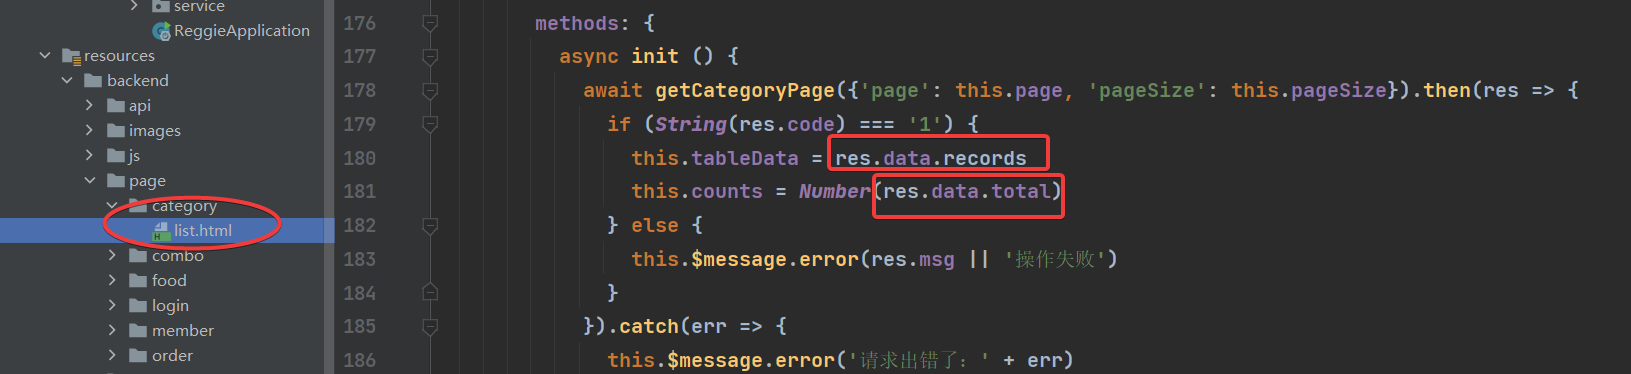 service
ReggieApplication
resources
backend
api
images
js
page
category
list.html
combo
food
login
member
order
176 methods: {
177 async init () {
178 await getCategoryPage({'page': this.page, 'pageSize': this.pageSize}).then(res => {
179 if (String(res.code) === '1') {
180 this.tableData = res.data.records
181 this.counts = Number(res.data.total)
182 } else {
183 this.$message.error(res.msg || '操作失败')
184 }
185 }).catch(err => {
186 this.$message.error('请求出错了：' + err)